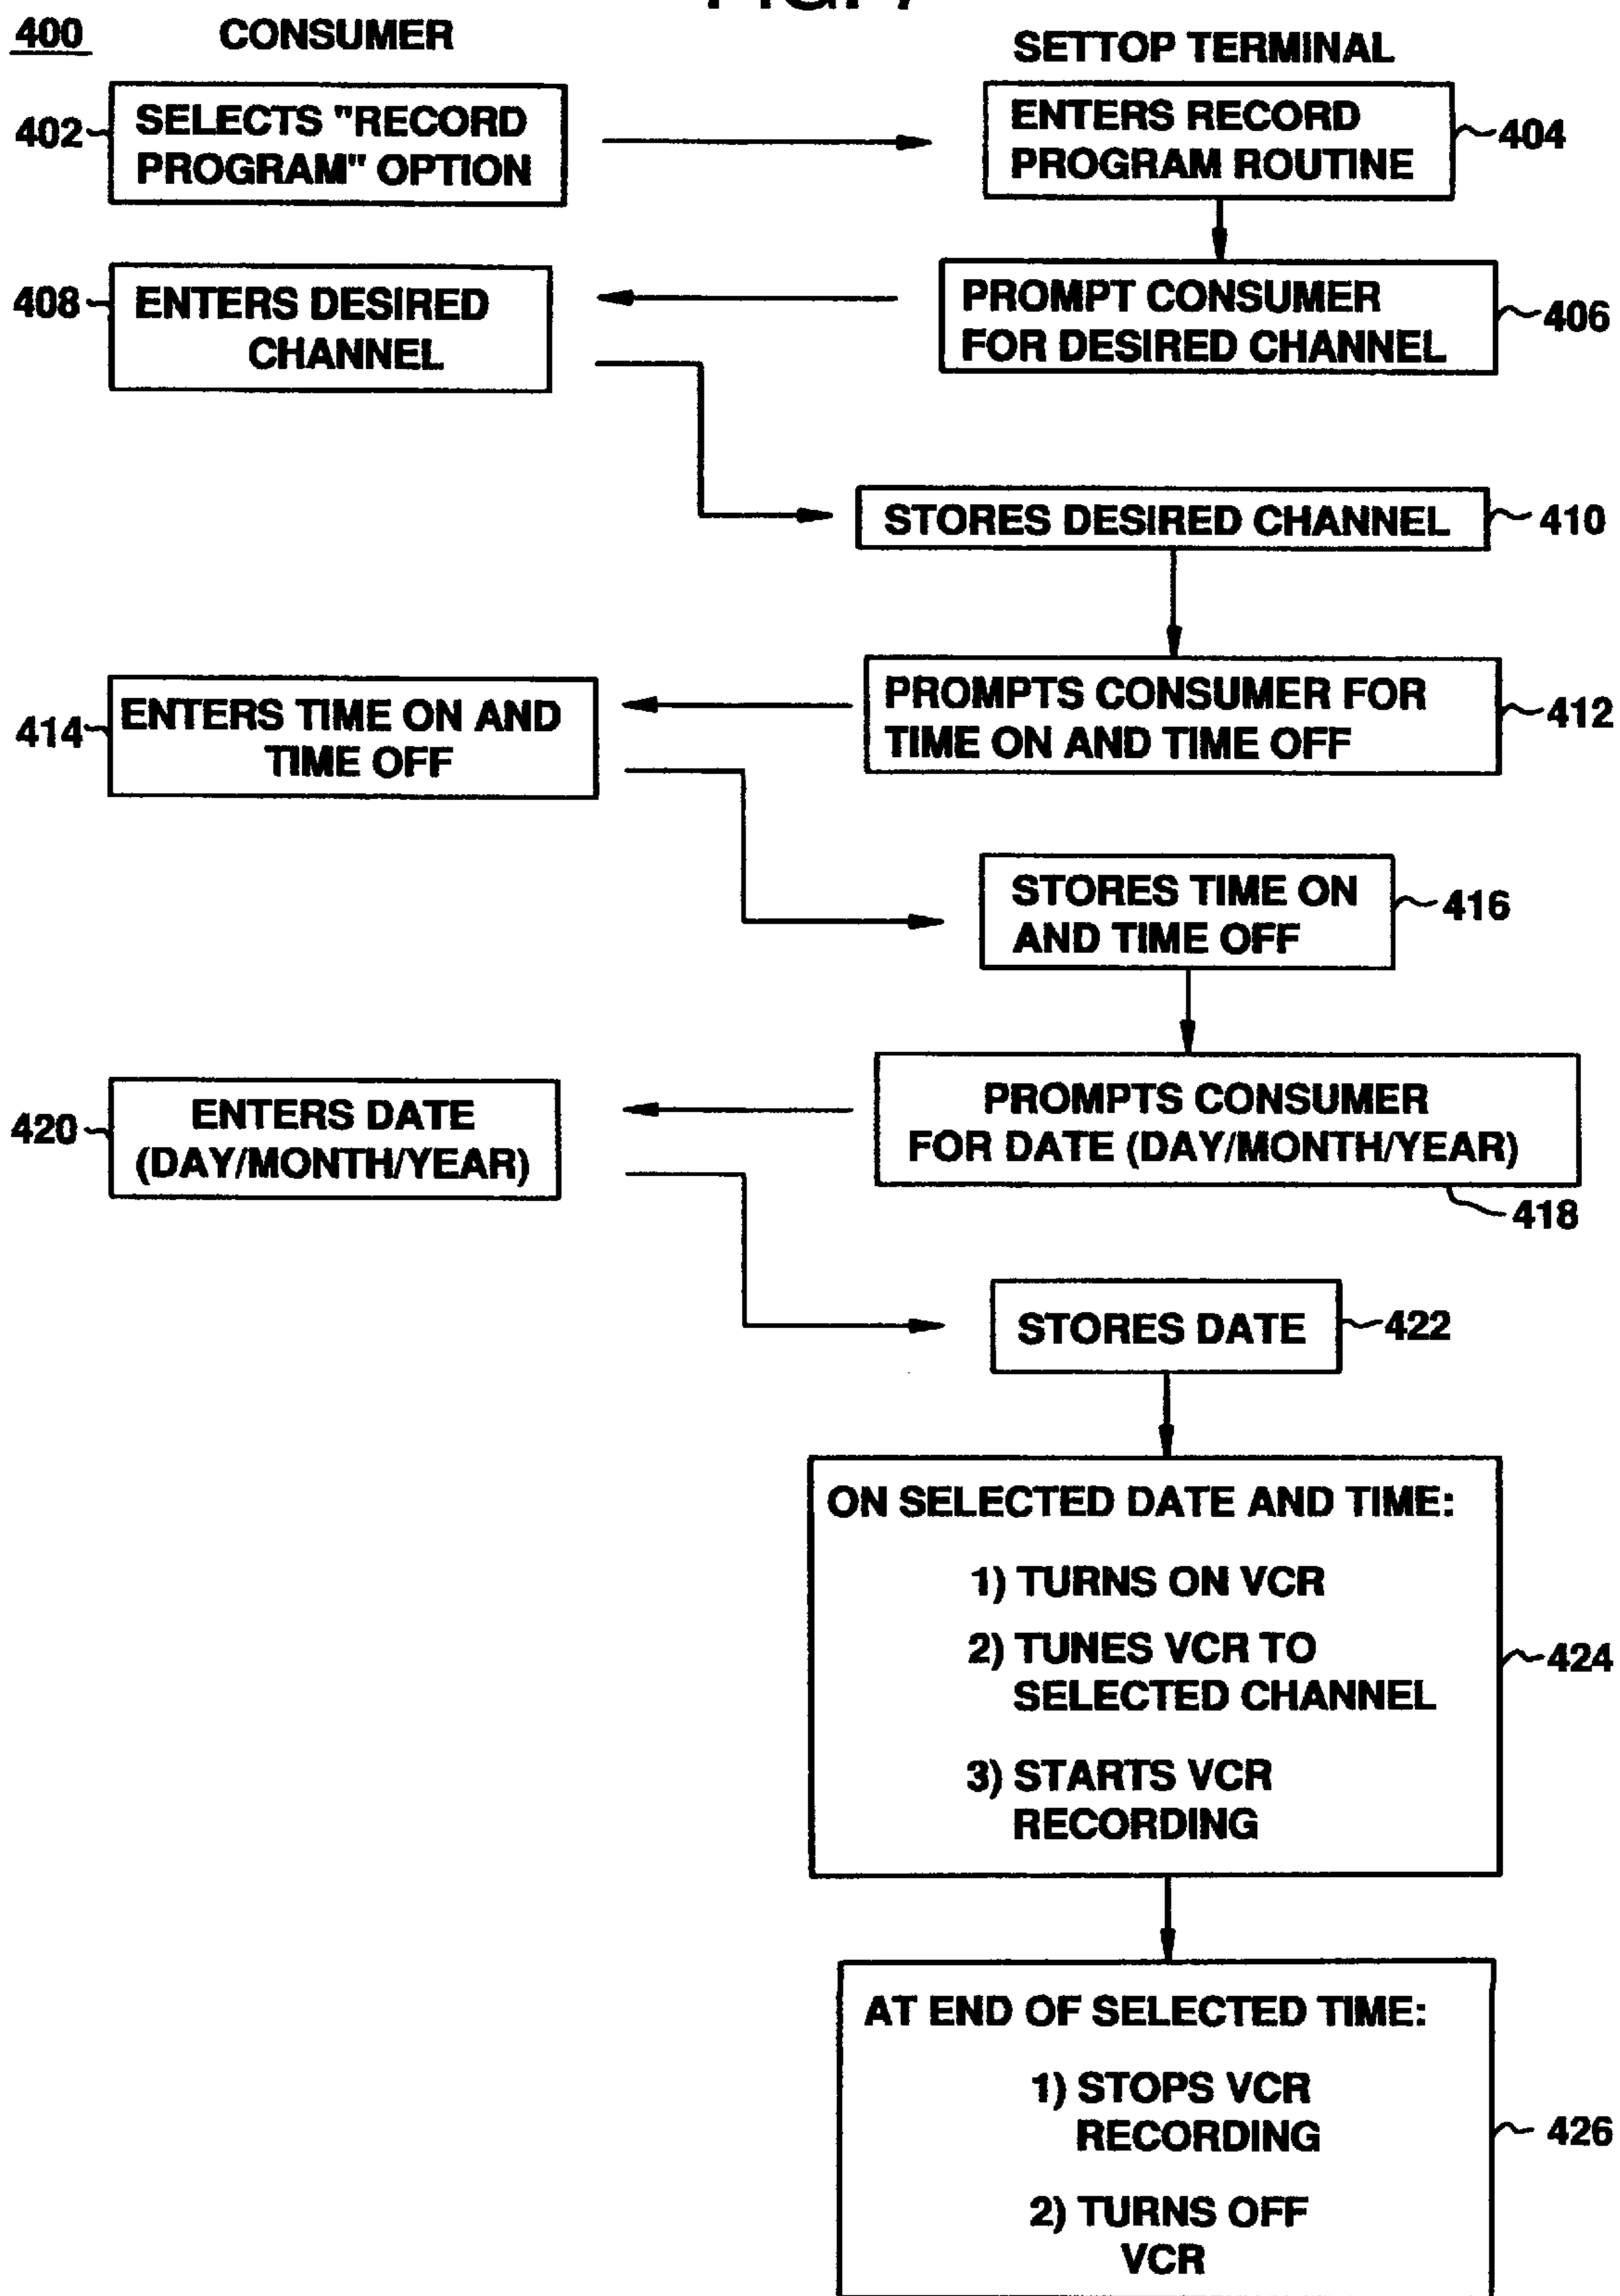 400
CONSUMER
SETTOP TERMINAL
402
SELECTS "RECORD
PROGRAM" OPTION
ENTERS RECORD
PROGRAM ROUTINE
404
408
ENTERS DESIRED
CHANNEL
PROMPT CONSUMER
FOR DESIRED CHANNEL
406
STORES DESIRED CHANNEL
410
414
ENTERS TIME ON AND
TIME OFF
PROMPTS CONSUMER FOR
TIME ON AND TIME OFF
412
STORES TIME ON
AND TIME OFF
416
420
ENTERS DATE
(DAY/MONTH/YEAR)
PROMPTS CONSUMER
FOR DATE (DAY/MONTH/YEAR)
418
STORES DATE
422
ON SELECTED DATE AND TIME:
1) TURNS ON VCR
2) TUNES VCR TO
SELECTED CHANNEL
3) STARTS VCR
RECORDING
424
AT END OF SELECTED TIME:
1) STOPS VCR
RECORDING
2) TURNS OFF
VCR
426